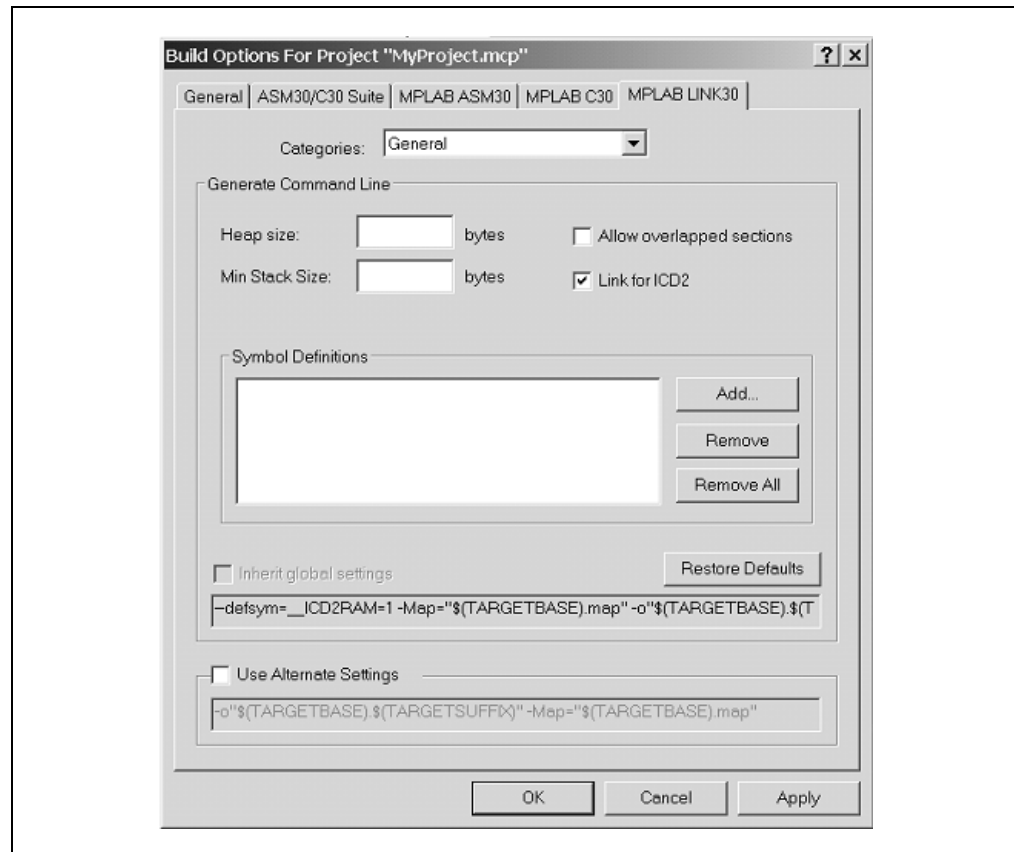 Build Options For Project "MyProject.mcp"
General ASM30/C30 Suite MPLAB ASM30 MPLAB C30 MPLAB LINK30
Categories: General
Generate Command Line
Heap size: bytes Allow overlapped sections
Min Stack Size: bytes Link for ICD2
Symbol Definitions
Add...
Remove
Remove All
Inherit global settings Restore Defaults
--defsym=__ICD2RAM=1 -Map="$(TARGETBASE).map" -o"$(TARGETBASE).$(T
Use Alternate Settings
-o"$(TARGETBASE).$(TARGETSUFFIX)" -Map="$(TARGETBASE).map"
OK Cancel Apply